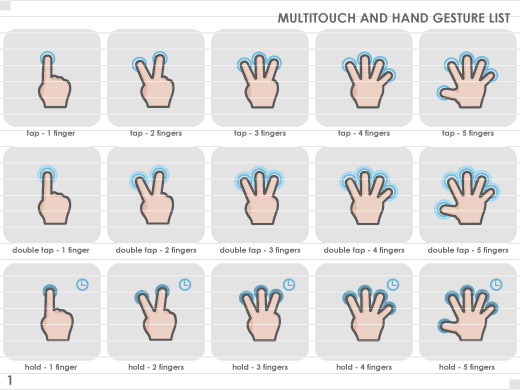 MULTITOUCH AND HAND GESTURE LIST
tap - 1 finger
tap - 2 fingers
tap - 3 fingers
tap - 4 fingers
tap - 5 fingers
double tap - 1 finger
double tap - 2 fingers
double tap - 3 fingers
double tap - 4 fingers
double tap - 5 fingers
hold - 1 finger
hold - 2 fingers
hold - 3 fingers
hold - 4 fingers
hold - 5 fingers
1